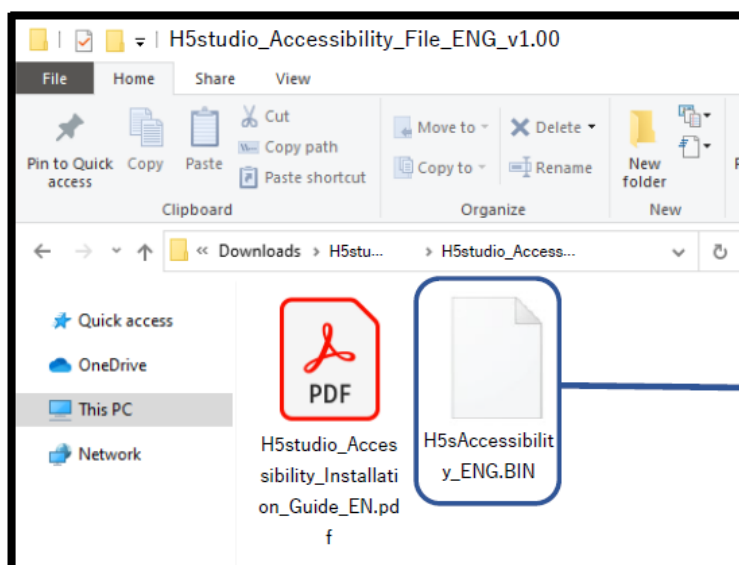 H5studio_Accessibility_File_ENG_v1.00
File Home Share View
Pin to Quick access
Copy
Paste
Cut
Copy path
Paste shortcut
Move to
Copy to
Delete
Rename
New folder
Clipboard Organize New
« Downloads > H5stu... > H5studio_Access...
Quick access
OneDrive
This PC
Network
PDF
H5studio_Acces
sibility_Installati
on_Guide_EN.pd
f
H5sAccessibilit
y_ENG.BIN